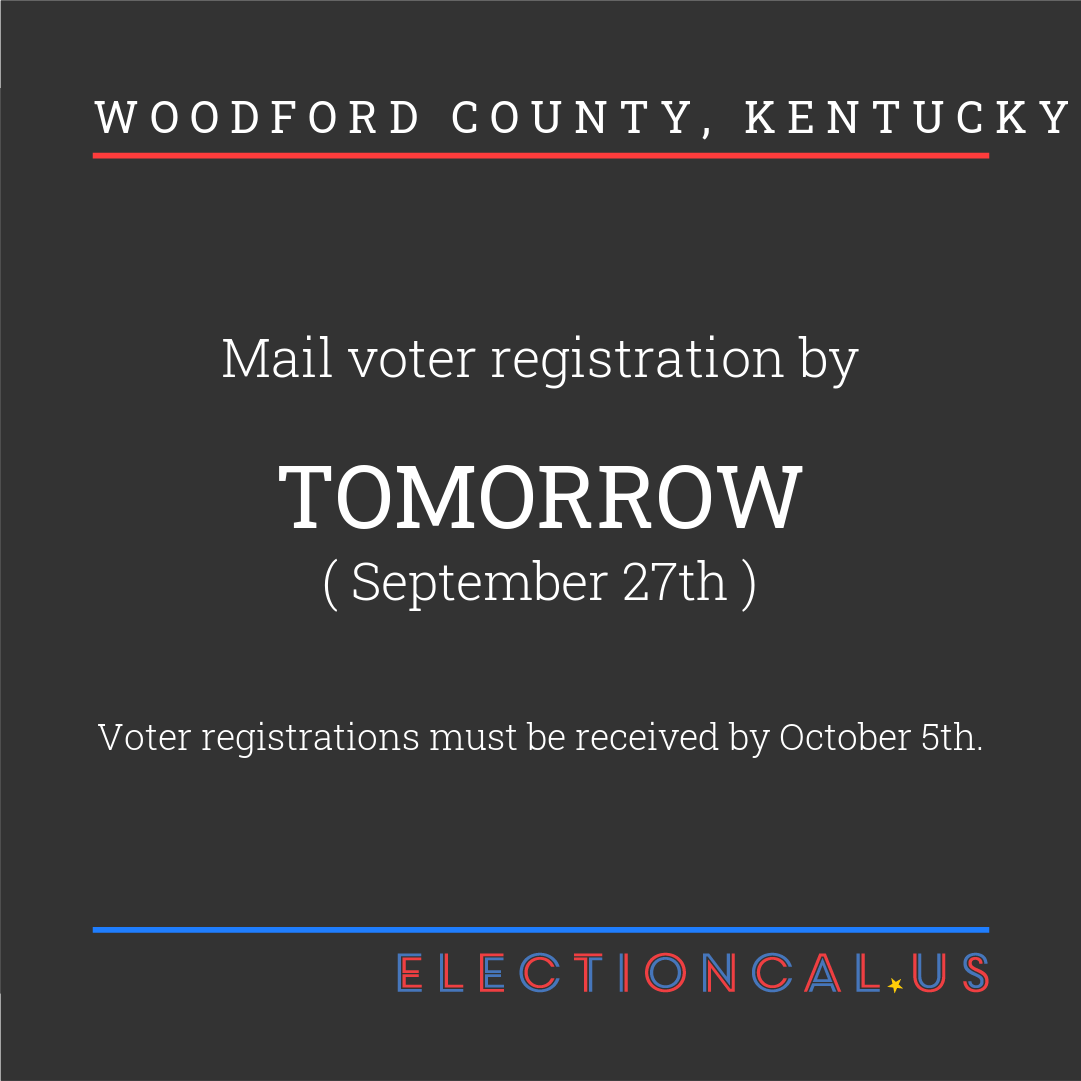 WOODFORD COUNTY, KENTUCKY
Mail voter registration by
TOMORROW
( September 27th )
Voter registrations must be received by October 5th.
ELECTIONCAL.US